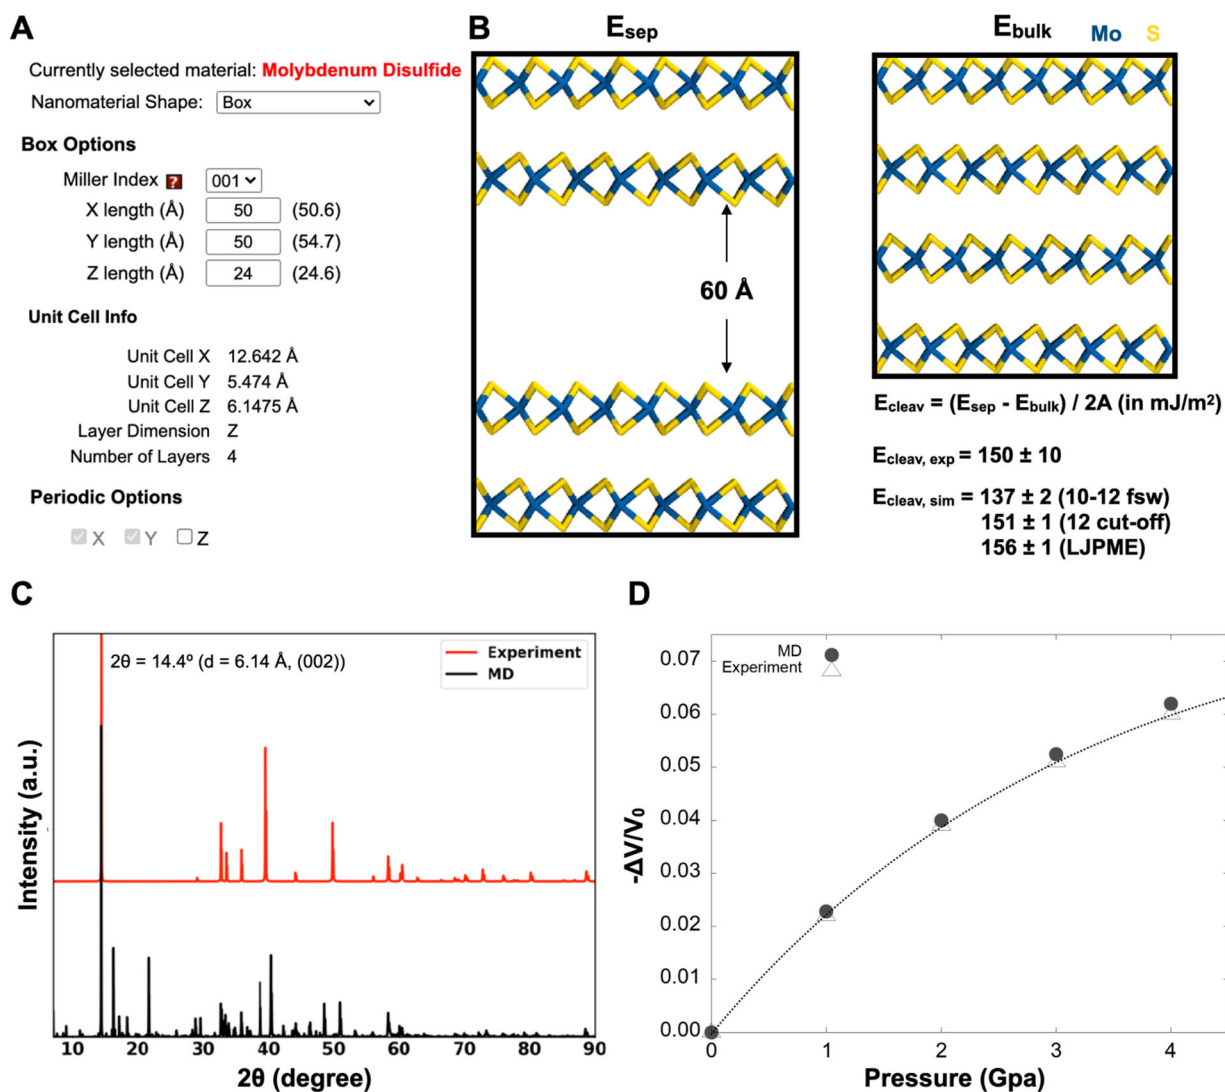 A
Currently selected material: Molybdenum Disulfide
Nanomaterial Shape: Box
Box Options
Miller Index ? 001
X length (Å) 50 (50.6)
Y length (Å) 50 (54.7)
Z length (Å) 24 (24.6)
Unit Cell Info
Unit Cell X 12.642 Å
Unit Cell Y 5.474 Å
Unit Cell Z 6.1475 Å
Layer Dimension Z
Number of Layers 4
Periodic Options
X Y Z
B
Esep
60 Å
Ebulk Mo S
Ecleav = (Esep - Ebulk) / 2A (in mJ/m²)
Ecleav, exp = 150 ± 10
Ecleav, sim = 137 ± 2 (10-12 fsw)
151 ± 1 (12 cut-off)
156 ± 1 (LJPME)
C
2θ = 14.4º (d = 6.14 Å, (002))
Experiment
MD
Intensity (a.u.)
10 20 30 40 50 60 70 80 90
2θ (degree)
D
MD
Experiment
0.07
0.06
0.05
0.04
0.03
0.02
0.01
0.00
-ΔV/V₀
0 1 2 3 4
Pressure (Gpa)